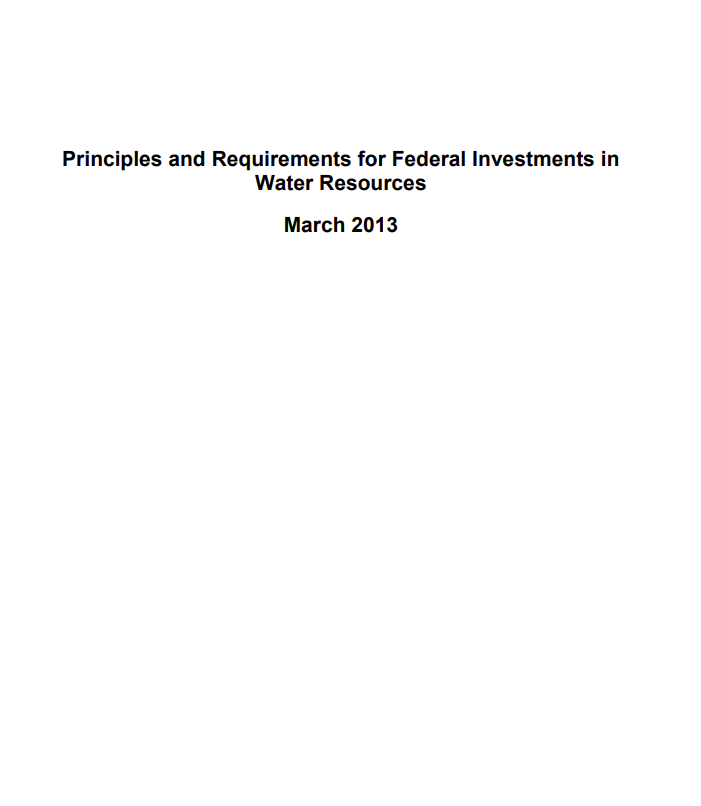 Principles and Requirements for Federal Investments in
Water Resources
March 2013